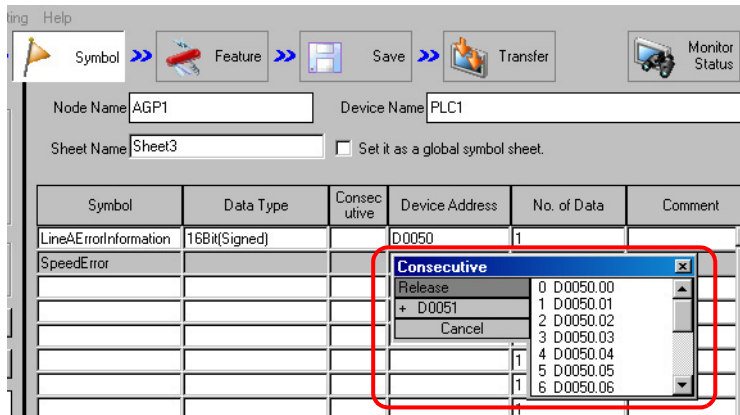 ting Help
Symbol Feature Save Transfer Monitor Status
Node Name AGP1 Device Name PLC1
Sheet Name Sheet3 Set it as a global symbol sheet.
Symbol Data Type Consecutive Device Address No. of Data Comment
LineAErrorInformation 16Bit(Signed) D0050 1
SpeedError
Consecutive
Release 0 D0050.00
+ D0051 1 D0050.01
Cancel 2 D0050.02
3 D0050.03
4 D0050.04
1 5 D0050.05
1 6 D0050.06